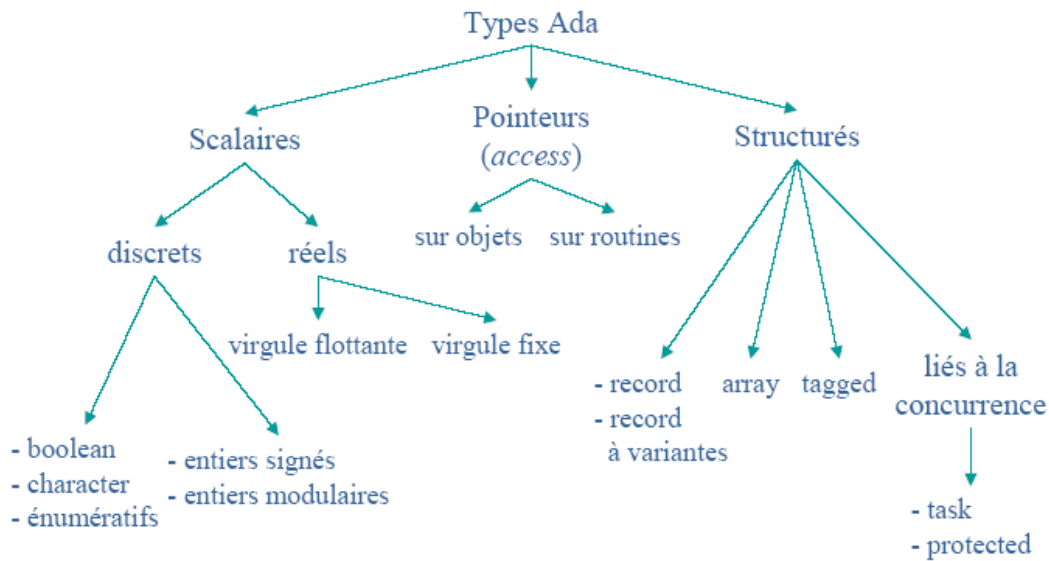 Types Ada
Scalaires
Pointeurs
(access)
Structurés
discrets
réels
sur objets
sur routines
virgule flottante
virgule fixe
- record
- record
à variantes
array
tagged
liés à la
concurrence
- boolean
- character
- énumératifs
- entiers signés
- entiers modulaires
- task
- protected